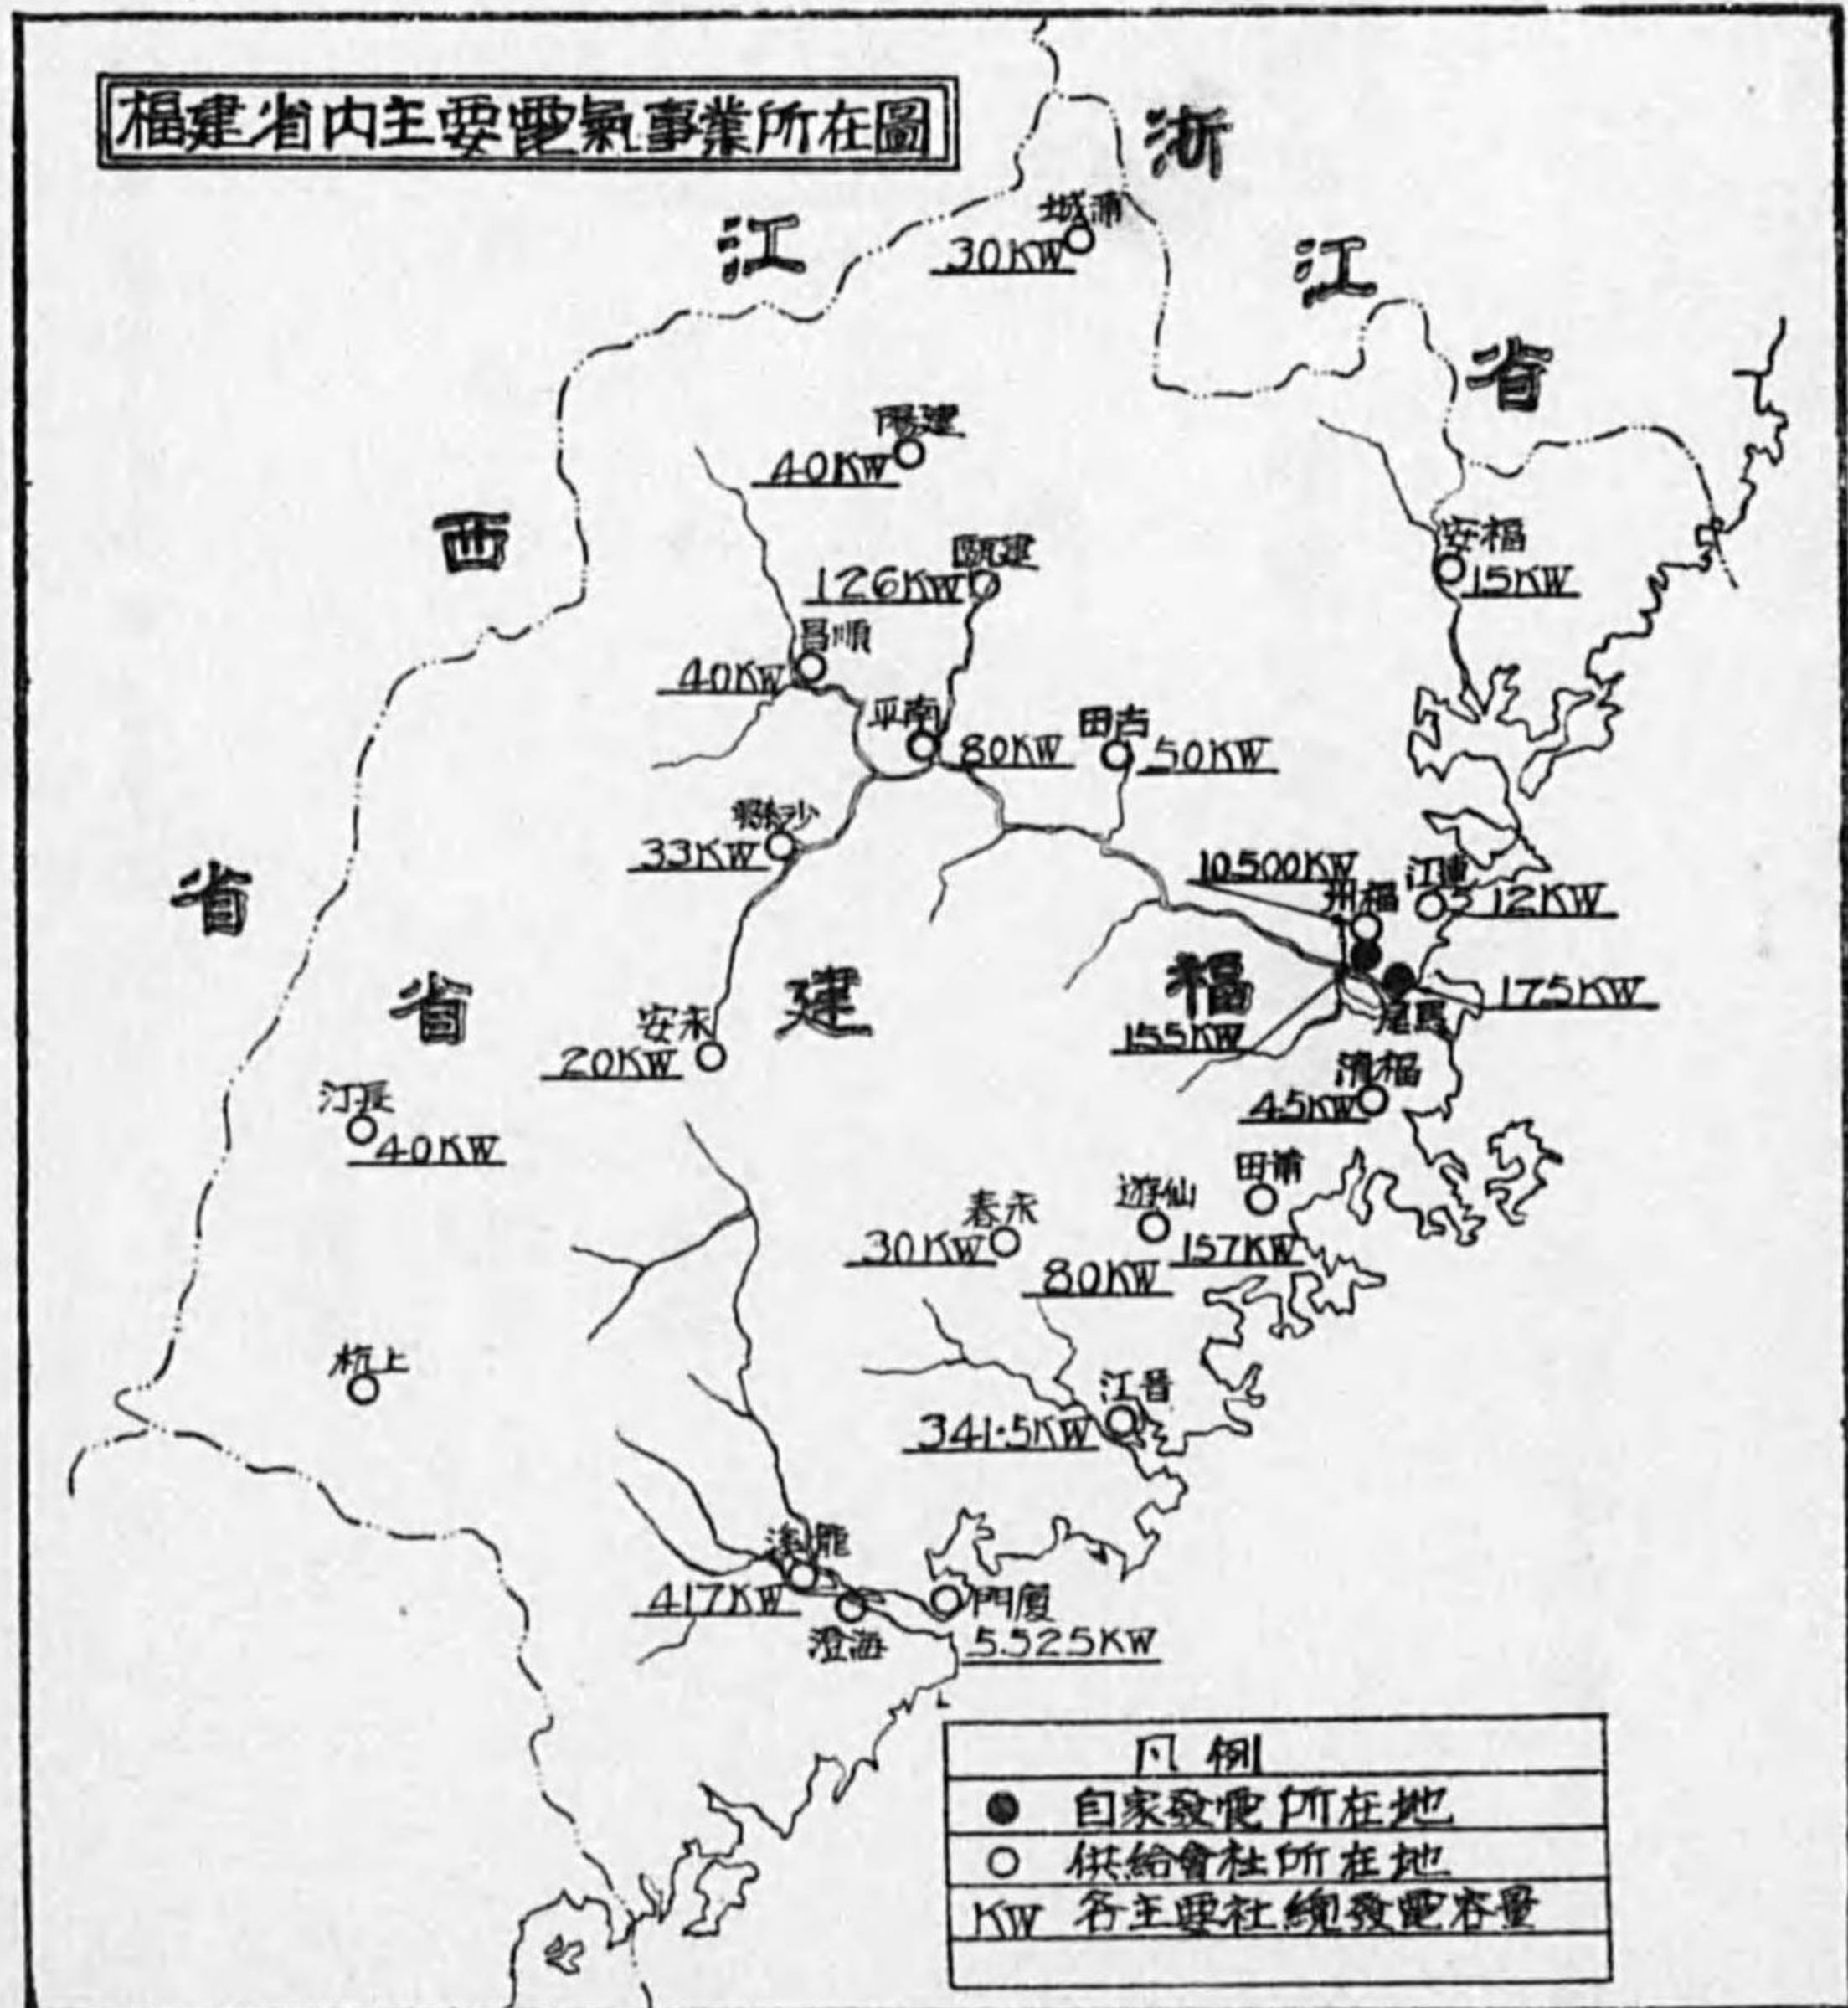 福建省内主要電氣事業所在圖
浙江省
江西省
福建省
浦城
30KW
建陽
40KW
建甌
126KW
福安
15KW
順昌
40KW
南平
80KW
古田
50KW
沙縣
33KW
10.500KW
福州
連江
12KW
175KW
馬尾
155KW
永安
20KW
福清
45KW
長汀
40KW
莆田
157KW
仙遊
80KW
永春
30KW
上杭
晉江
341.5KW
龍溪
417KW
海澄
廈門
5.525KW
凡例
● 自家發電所在地
○ 供給會社所在地
KW 各主要社總發電容量